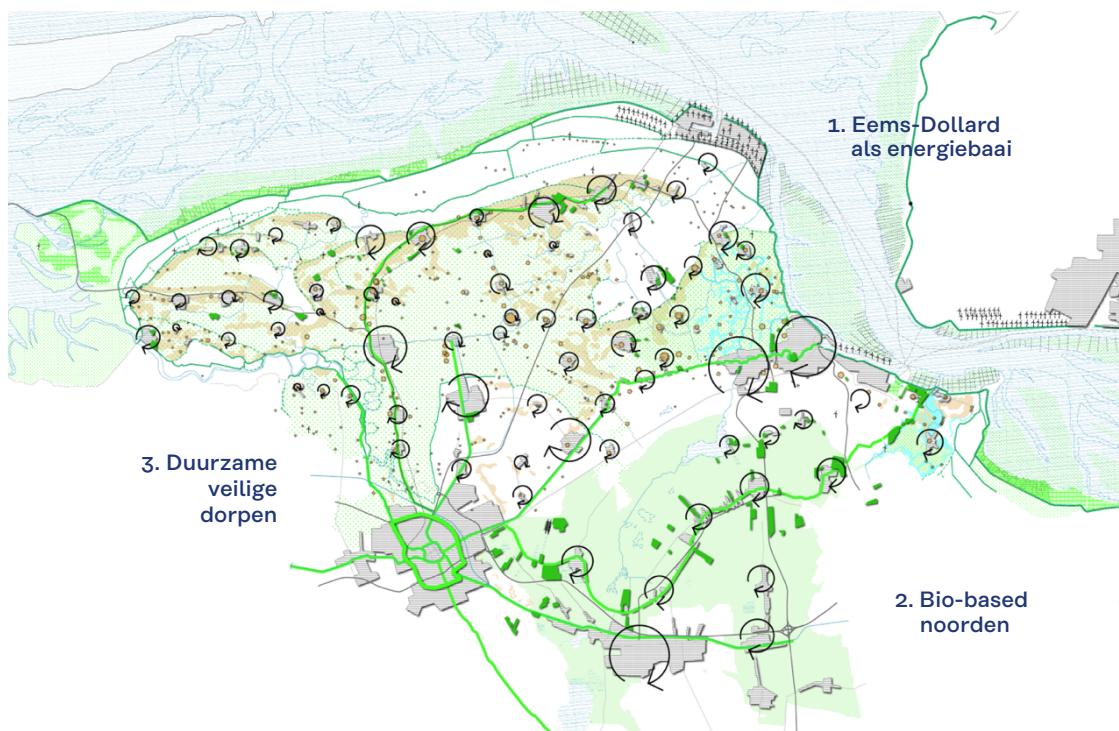 1. Eems-Dollard
als energiebaai
3. Duurzame
veilige
dorpen
2. Bio-based
noorden